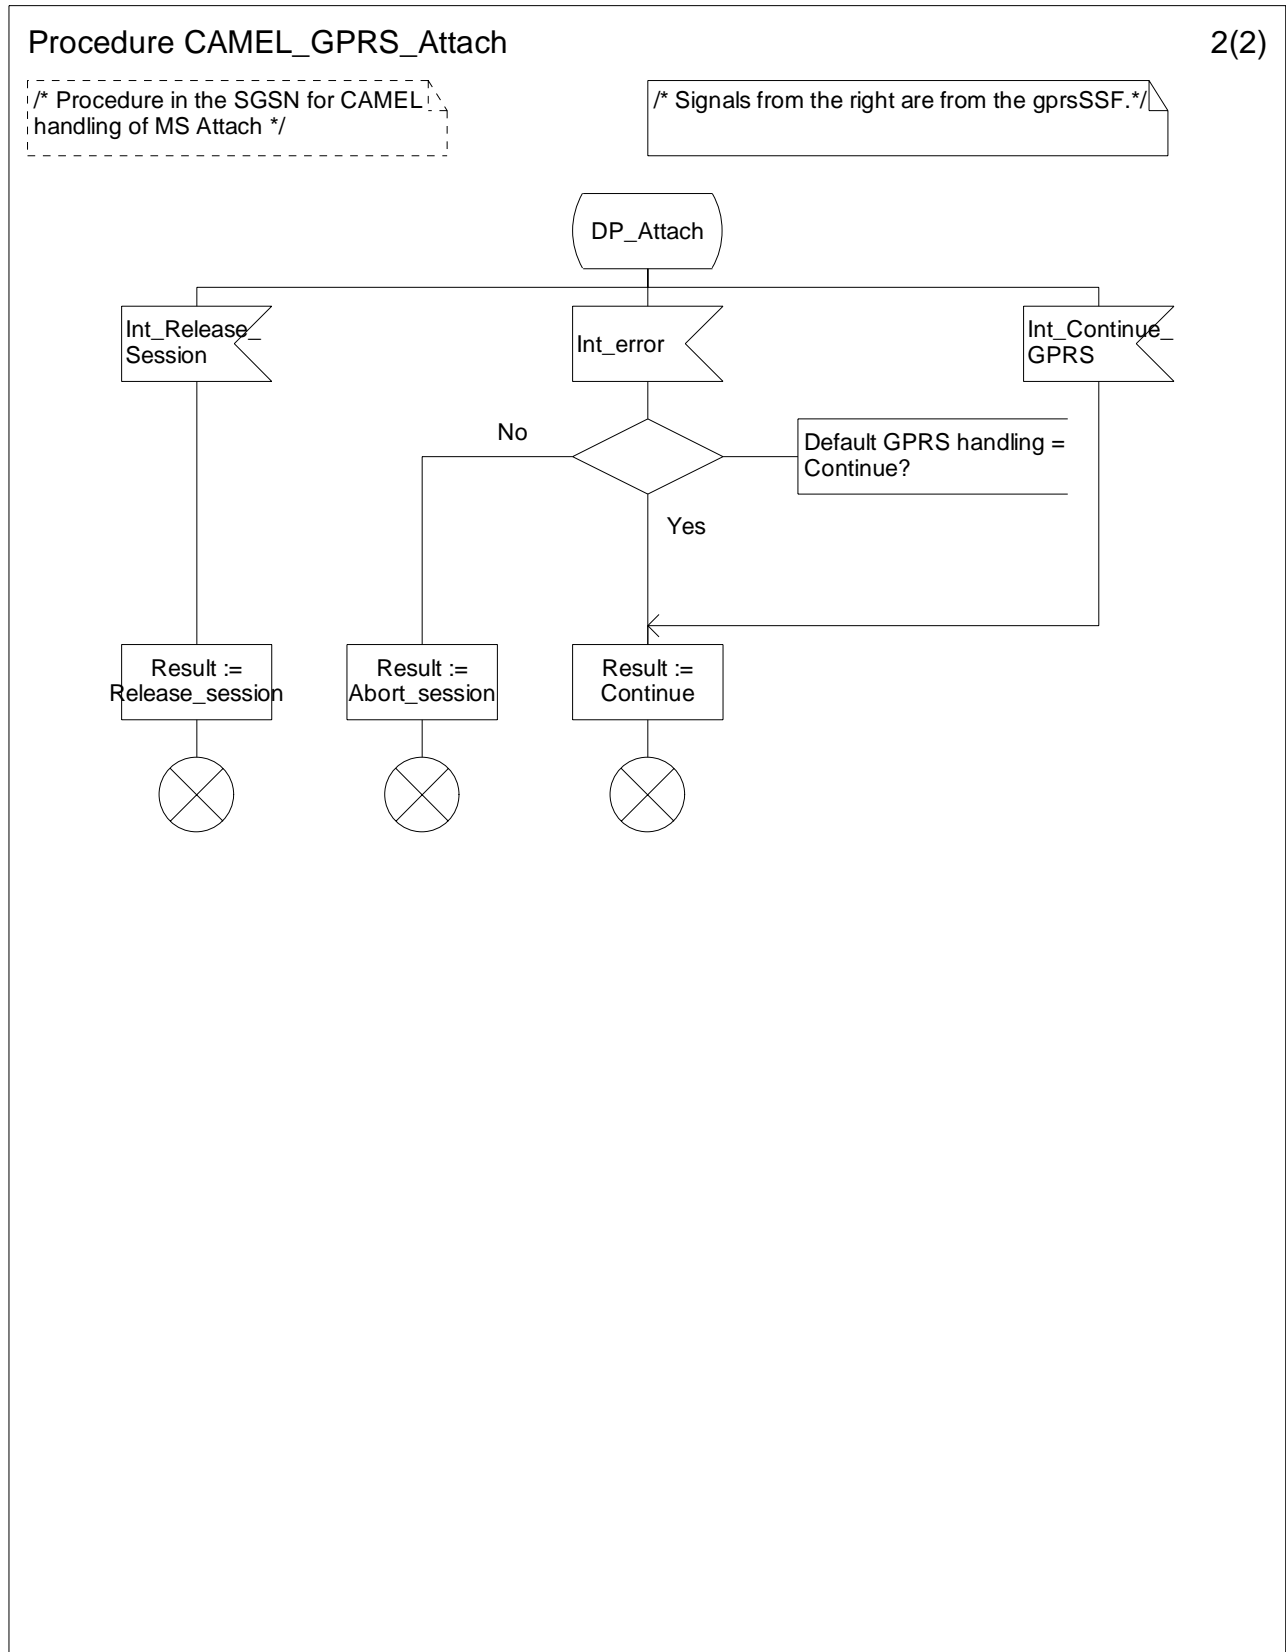 Procedure CAMEL_GPRS_Attach
2(2)
/* Procedure in the SGSN for CAMEL
handling of MS Attach */
/* Signals from the right are from the gprsSSF.*/
DP_Attach
Int_Release_
Session
Int_error
Int_Continue_
GPRS
No
Default GPRS handling =
Continue?
Yes
Result :=
Release_session
Result :=
Abort_session
Result :=
Continue